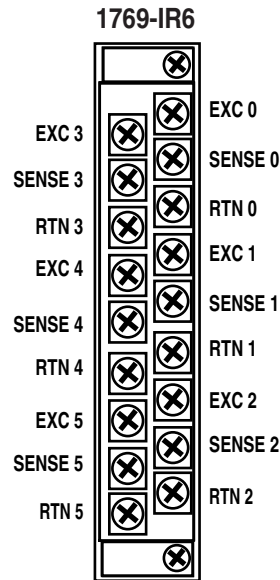 1769-IR6
EXC 0
EXC 3
SENSE 0
SENSE 3
RTN 0
RTN 3
EXC 1
EXC 4
SENSE 1
SENSE 4
RTN 1
RTN 4
EXC 2
EXC 5
SENSE 2
SENSE 5
RTN 2
RTN 5